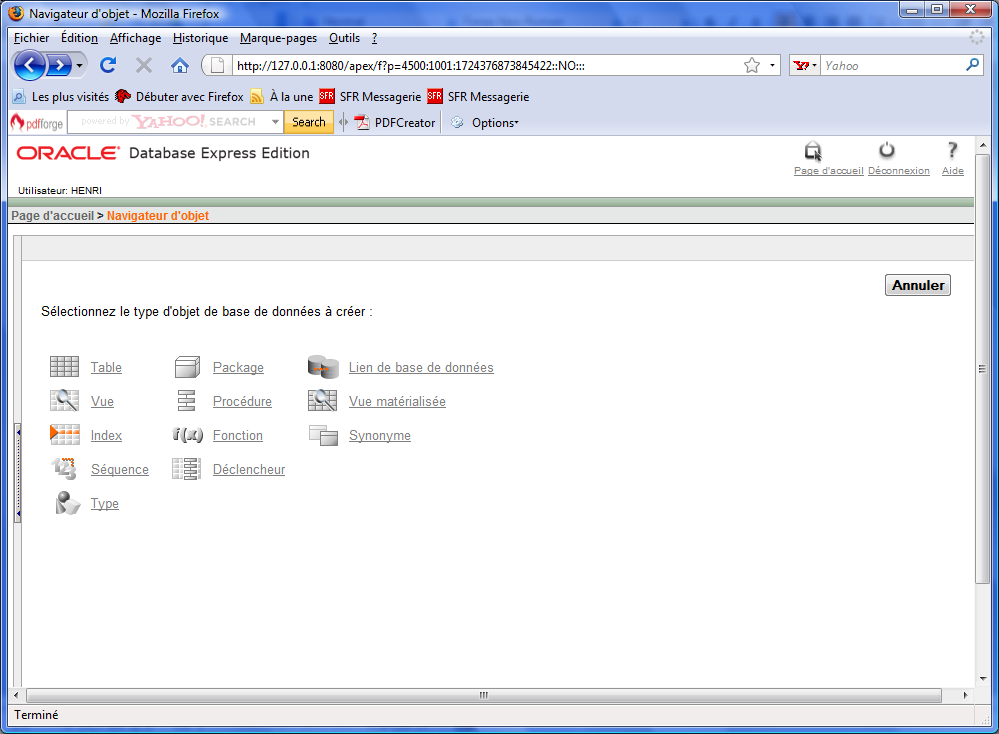 Navigateur d'objet - Mozilla Firefox
Fichier Édition Affichage Historique Marque-pages Outils ?
http://127.0.0.1:8080/apex/f?p=4500:1001:1724376873845422::NO::: Yahoo
Les plus visités Débuter avec Firefox À la une SFR SFR Messagerie SFR SFR Messagerie
pdfforge powered by YAHOO! SEARCH Search PDFCreator Options
ORACLE Database Express Edition
Page d'accueil Déconnexion Aide
Utilisateur: HENRI
Page d'accueil > Navigateur d'objet
Annuler
Sélectionnez le type d'objet de base de données à créer :
Table Package Lien de base de données
Vue Procédure Vue matérialisée
Index f(x) Fonction Synonyme
123 Séquence Déclencheur
Type
Terminé